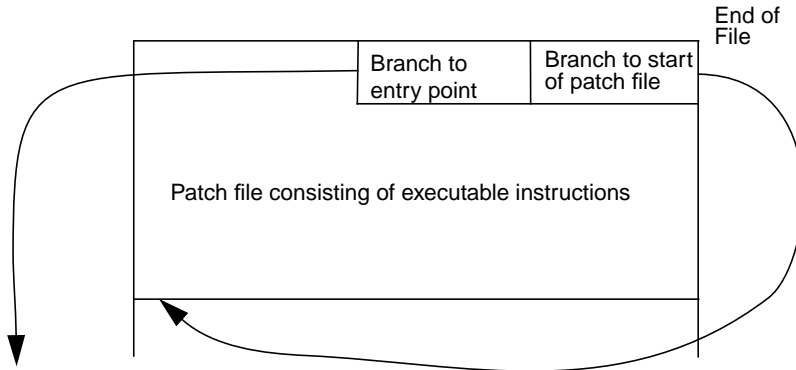 End of
File
Branch to
entry point
Branch to start
of patch file
Patch file consisting of executable instructions